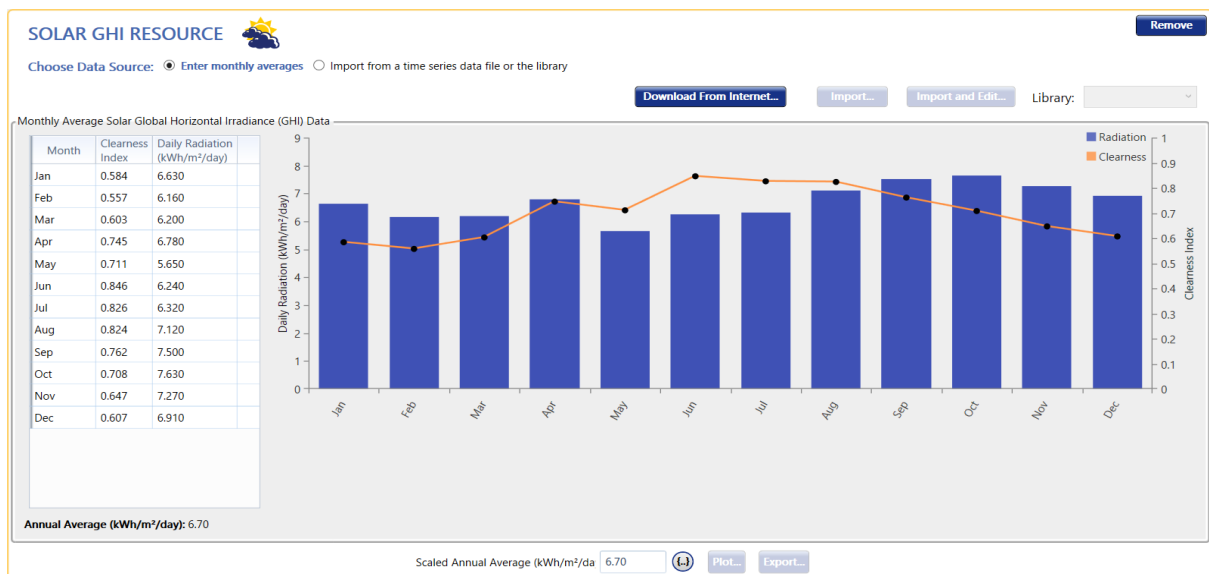 SOLAR GHI RESOURCE
Remove
Choose Data Source: Enter monthly averages Import from a time series data file or the library
Download From Internet... Import... Import and Edit... Library:
Monthly Average Solar Global Horizontal Irradiance (GHI) Data
Month Clearness Index Daily Radiation (kWh/m²/day)
Jan 0.584 6.630
Feb 0.557 6.160
Mar 0.603 6.200
Apr 0.745 6.780
May 0.711 5.650
Jun 0.846 6.240
Jul 0.826 6.320
Aug 0.824 7.120
Sep 0.762 7.500
Oct 0.708 7.630
Nov 0.647 7.270
Dec 0.607 6.910
Annual Average (kWh/m²/day): 6.70
Daily Radiation (kWh/m²/day)
9
8
7
6
5
4
3
2
1
0
Jan Feb Mar Apr May Jun Jul Aug Sep Oct Nov Dec
Radiation
Clearness
1
0.9
0.8
0.7
0.6
0.5
0.4
0.3
0.2
0.1
0
Clearness Index
Scaled Annual Average (kWh/m²/da 6.70 {..} Plot... Export...